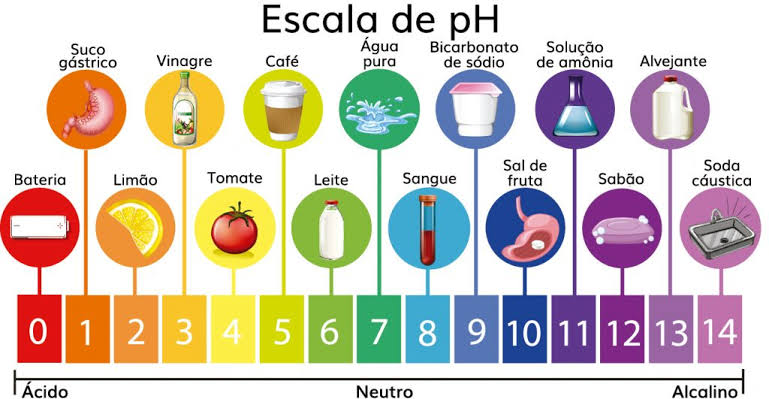 Escala de pH
Suco
gástrico
Vinagre
Café
Água
pura
Bicarbonato
de sódio
Solução
de amônia
Alvejante
Bateria
Limão
Tomate
Leite
Sangue
Sal de
fruta
Sabão
Soda
cáustica
0 1 2 3 4 5 6 7 8 9 10 11 12 13 14
Ácido Neutro Alcalino